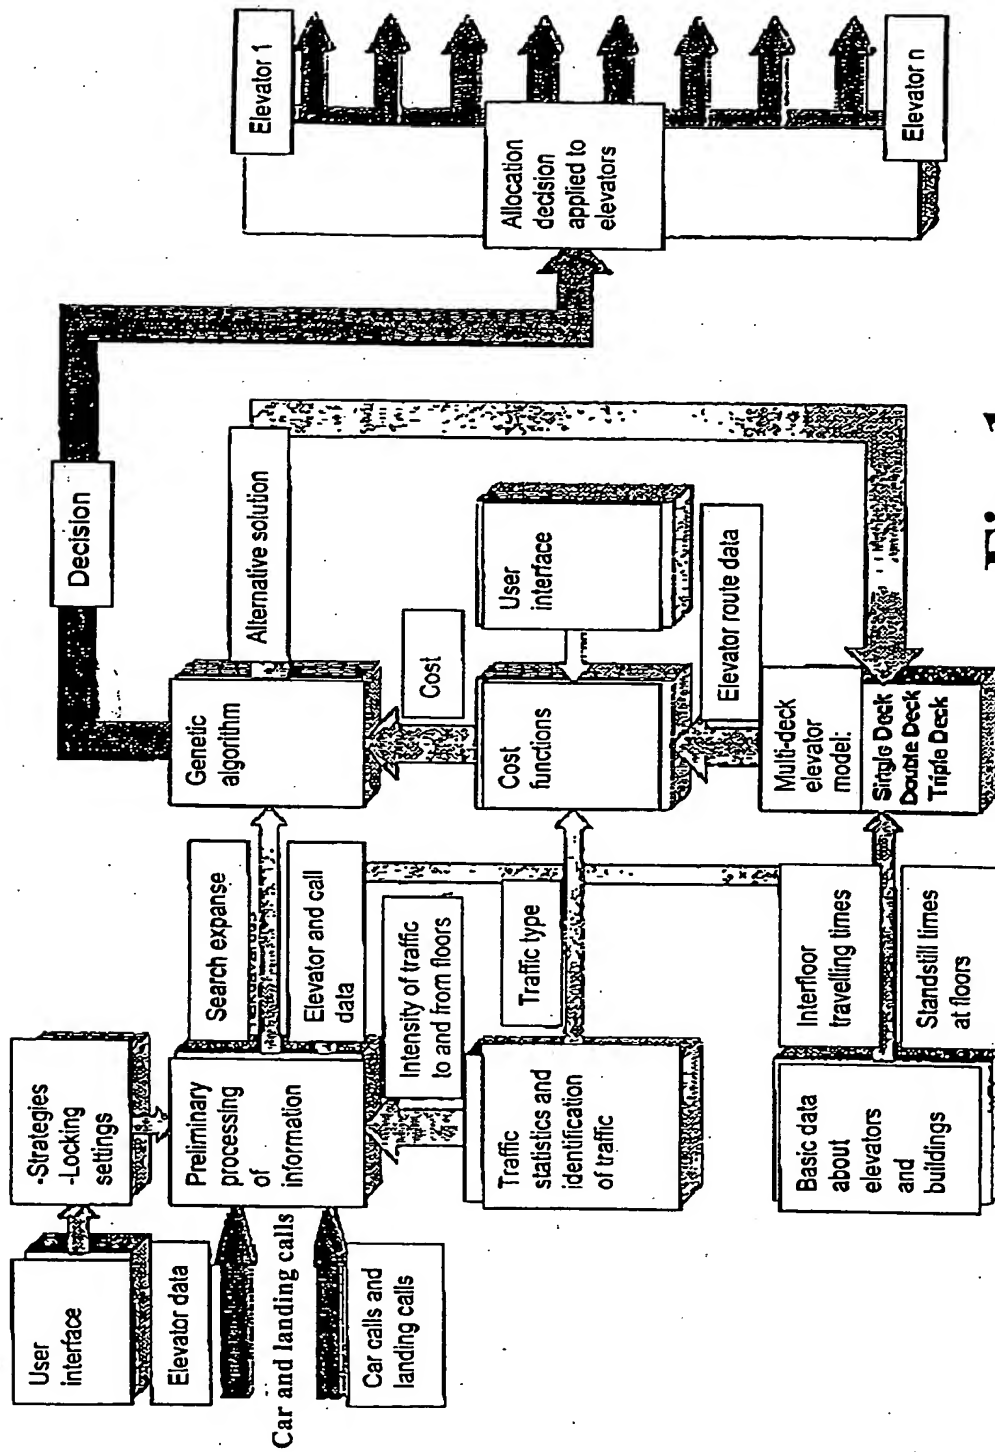 User
interface
-Strategies
-Locking
settings
Elevator data
Car and landing calls
Car calls and
landing calls
Preliminary
processing
of
information
Search expanse
Elevator and call
data
Intensity of traffic
to and from floors
Traffic
statistics and
identification
of traffic
Traffic type
Basic data
about
elevators
and
buildings
Interfloor
travelling times
Standstill times
at floors
Genetic
algorithm
Decision
Alternative solution
Cost
Cost
functions
User
interface
Elevator route data
Multi-deck
elevator
model:
Single Deck
Double Deck
Triple Deck
Allocation
decision
applied to
elevators
Elevator 1
Elevator n